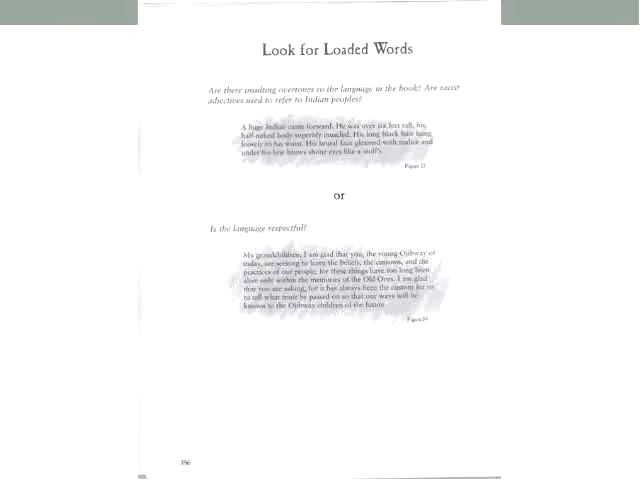 Look for Loaded Words
Are there insulting overtones to the language in the book? Are racist
adjectives used to refer to Indian peoples?
A huge Indian came forward. He was over six feet tall, his
half-naked body superbly muscled. His long black hair hung
loosely to his waist. His brutal face gleamed with malice and
under his brows shone eyes like a wolf's.
Figure
or
Is the language respectful?
My grandchildren, I am glad that you, the young Ojibway of
today, are seeking to learn the beliefs, the customs, and the
practices of our people, for these things have too long been
alive only within the memories of the Old Ones. I am glad
that you are asking, for it has always been the custom for us
to tell what must be passed on so that our ways will be
known to the Ojibway children of the future.
Figure